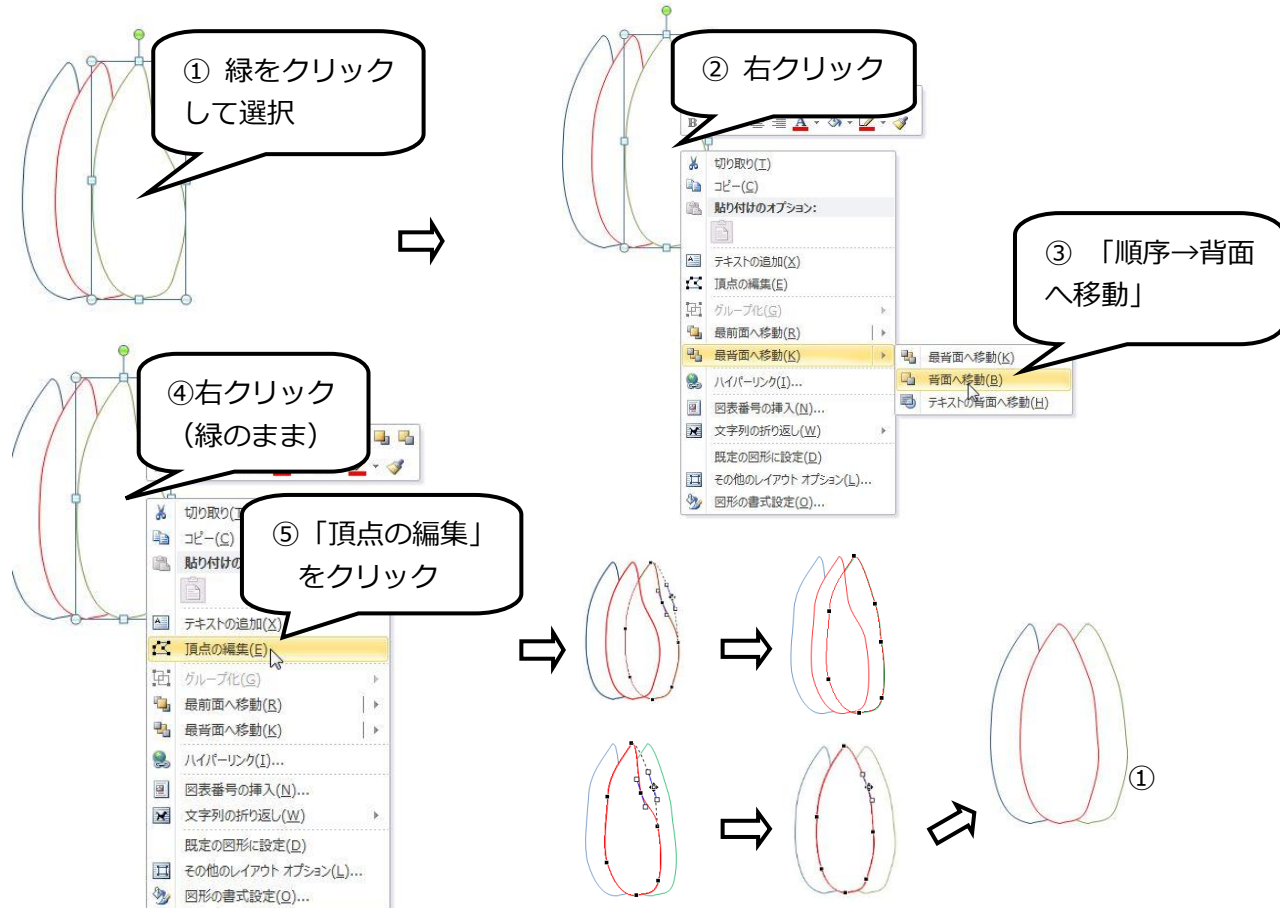 ① 緑をクリック
して選択
② 右クリック
B
A
切り取り(T)
コピー(C)
貼り付けのオプション:
テキストの追加(X)
頂点の編集(E)
グループ化(G)
最前面へ移動(R)
最背面へ移動(K)
ハイパーリンク(I)...
図表番号の挿入(N)...
文字列の折り返し(W)
既定の図形に設定(D)
その他のレイアウト オプション(L)...
図形の書式設定(O)...
③ 「順序→背面
へ移動」
最背面へ移動(K)
背面へ移動(B)
テキストの背面へ移動(H)
④右クリック
（緑のまま）
切り取り(T
コピー(C)
貼り付けの
⑤「頂点の編集」
をクリック
テキストの追加(X)
頂点の編集(E)
グループ化(G)
最前面へ移動(R)
最背面へ移動(K)
ハイパーリンク(I)...
図表番号の挿入(N)...
文字列の折り返し(W)
既定の図形に設定(D)
その他のレイアウト オプション(L)...
図形の書式設定(O)...
①